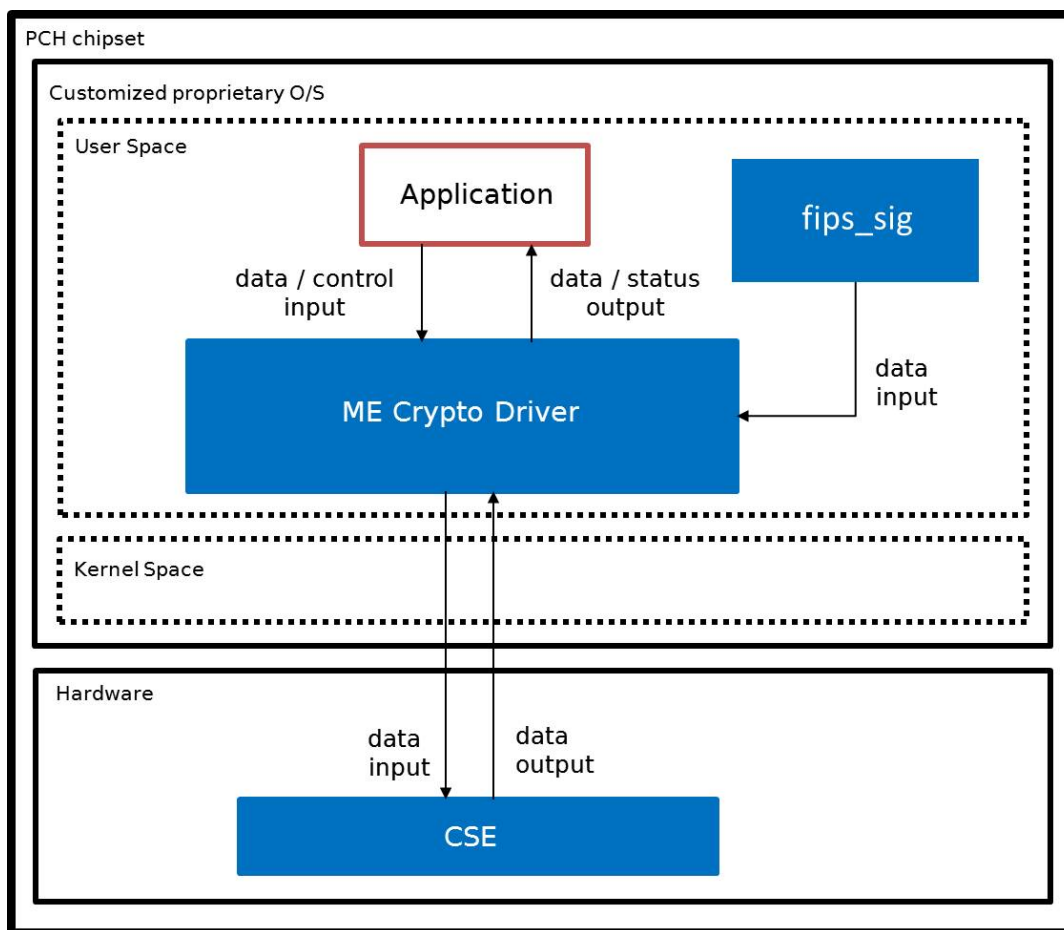 PCH chipset
Customized proprietary O/S
User Space
Application
fips_sig
data / control
input
data / status
output
data
input
ME Crypto Driver
Kernel Space
Hardware
data
input
data
output
CSE